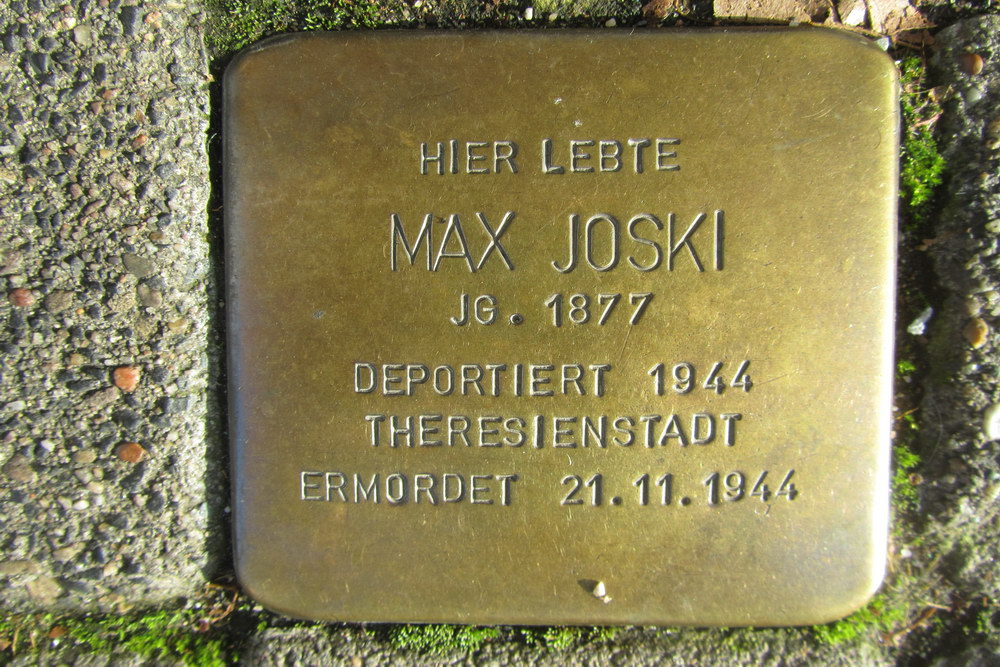 HIER LEBTE
MAX JOSKI
JG. 1877
DEPORTIERT 1944
THERESIENSTADT
ERMORDET 21.11.1944